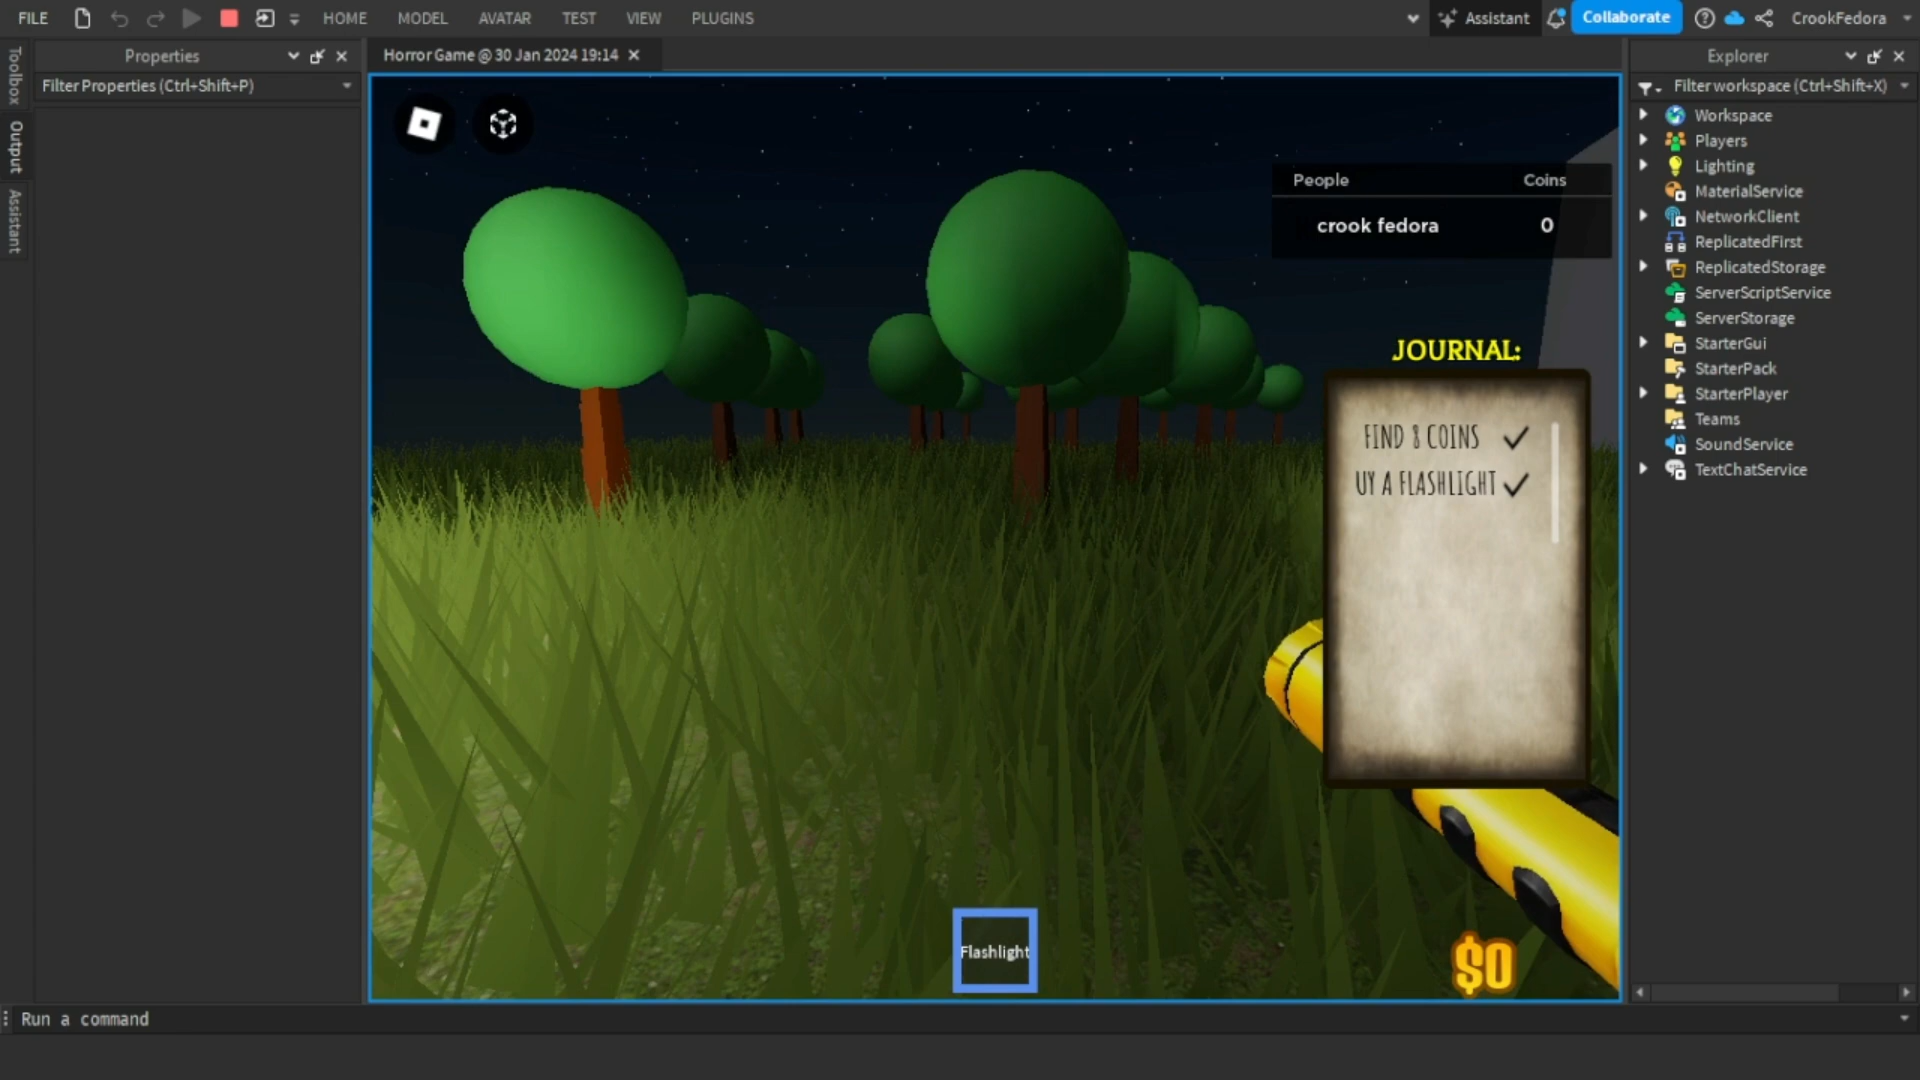 FILE HOME MODEL AVATAR TEST VIEW PLUGINS Assistant Collaborate CrookFedora
Toolbox
Output
Assistant
Properties
Filter Properties (Ctrl+Shift+P)
Horror Game @ 30 Jan 2024 19:14
People Coins
crook fedora 0
JOURNAL:
FIND 8 COINS
UY A FLASHLIGHT
Flashlight
$0
Explorer
Filter workspace (Ctrl+Shift+X)
Workspace
Players
Lighting
MaterialService
NetworkClient
ReplicatedFirst
ReplicatedStorage
ServerScriptService
ServerStorage
StarterGui
StarterPack
StarterPlayer
Teams
SoundService
TextChatService
Run a command